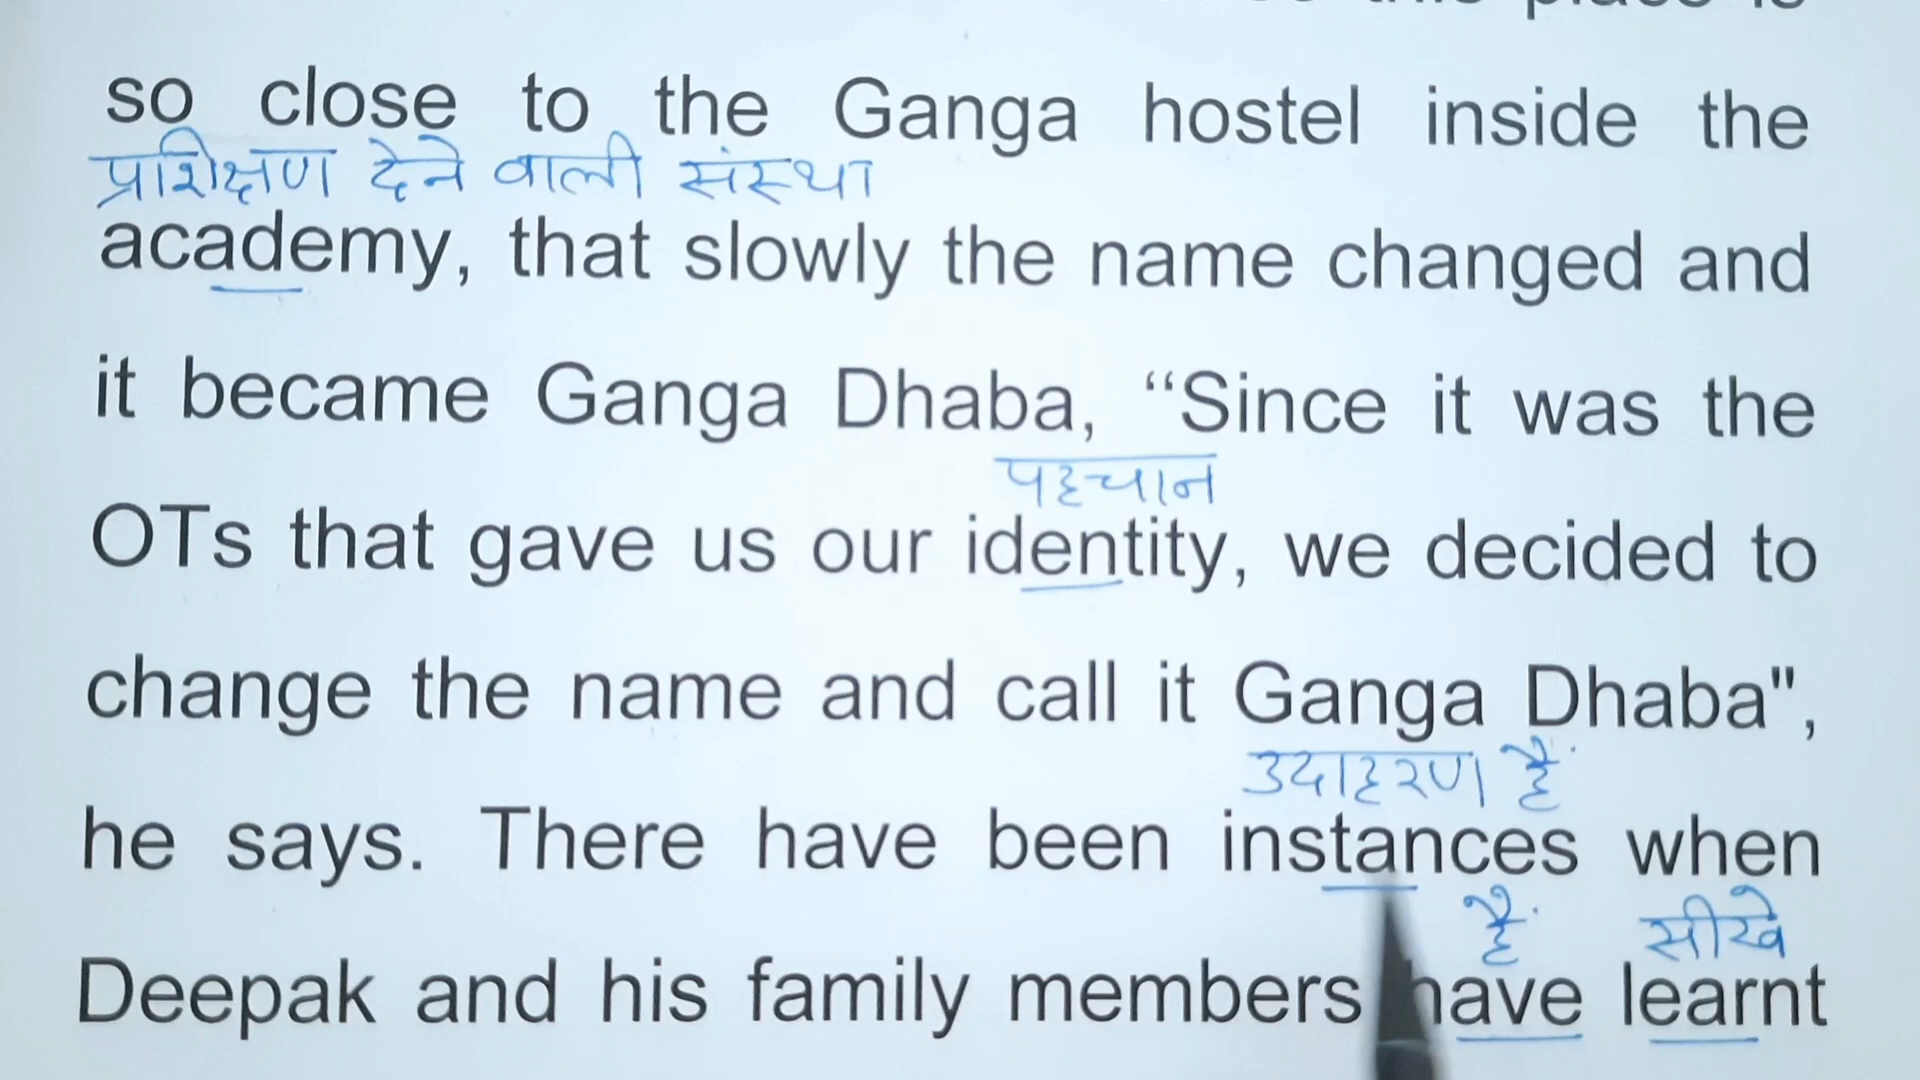 this place is
so close to the Ganga hostel inside the
प्रशिक्षण देने वाली संस्था
academy, that slowly the name changed and
it became Ganga Dhaba, “Since it was the
पहचान
OTs that gave us our identity, we decided to
change the name and call it Ganga Dhaba",
उदाहरण हैं
he says. There have been instances when
हैं सीखे
Deepak and his family members have learnt